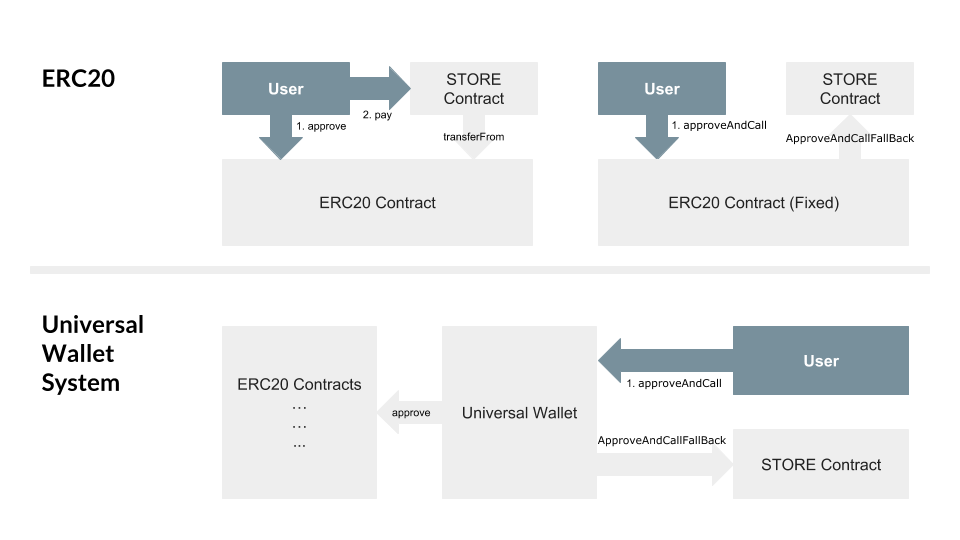 ERC20
User
STORE
Contract
2. pay
1. approve
transferFrom
ERC20 Contract
User
STORE
Contract
1. approveAndCall
ApproveAndCallFallBack
ERC20 Contract (Fixed)
Universal
Wallet
System
ERC20 Contracts
…
…
...
approve
Universal Wallet
User
1. approveAndCall
ApproveAndCallFallBack
STORE Contract